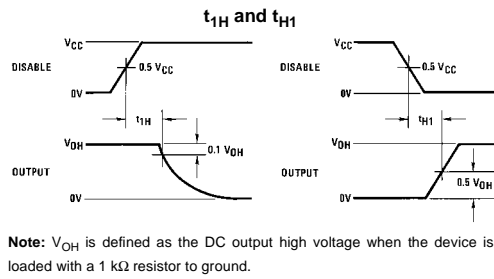 t1H and tH1
VCC
DISABLE
0.5 VCC
0V
t1H
VOH
0.1 VOH
OUTPUT
0V
VCC
DISABLE
0.5 VCC
0V
tH1
VOH
OUTPUT
0.5 VOH
0V
Note: VOH is defined as the DC output high voltage when the device is
loaded with a 1 kΩ resistor to ground.